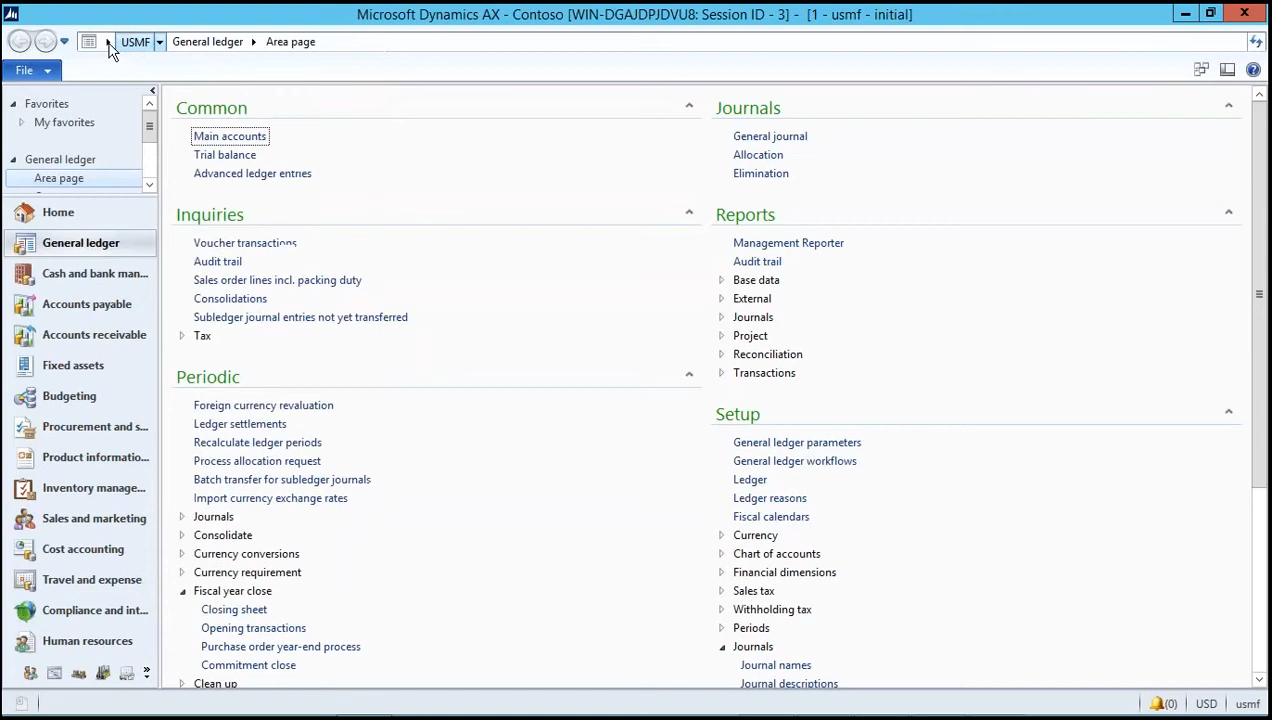 Microsoft Dynamics AX - Contoso [WIN-DGAJDPJDVU8: Session ID - 3] - [1 - usmf - initial]
USMF General ledger Area page
File
Favorites
My favorites
General ledger
Area page
Home
General ledger
Cash and bank man...
Accounts payable
Accounts receivable
Fixed assets
Budgeting
Procurement and s...
Product informatio...
Inventory manage...
Sales and marketing
Cost accounting
Travel and expense
Compliance and int...
Human resources
Common
Main accounts
Trial balance
Advanced ledger entries
Inquiries
Voucher transactions
Audit trail
Sales order lines incl. packing duty
Consolidations
Subledger journal entries not yet transferred
Tax
Periodic
Foreign currency revaluation
Ledger settlements
Recalculate ledger periods
Process allocation request
Batch transfer for subledger journals
Import currency exchange rates
Journals
Consolidate
Currency conversions
Currency requirement
Fiscal year close
Closing sheet
Opening transactions
Purchase order year-end process
Commitment close
Clean up
Journals
General journal
Allocation
Elimination
Reports
Management Reporter
Audit trail
Base data
External
Journals
Project
Reconciliation
Transactions
Setup
General ledger parameters
General ledger workflows
Ledger
Ledger reasons
Fiscal calendars
Currency
Chart of accounts
Financial dimensions
Sales tax
Withholding tax
Periods
Journals
Journal names
Journal descriptions
(0) USD usmf